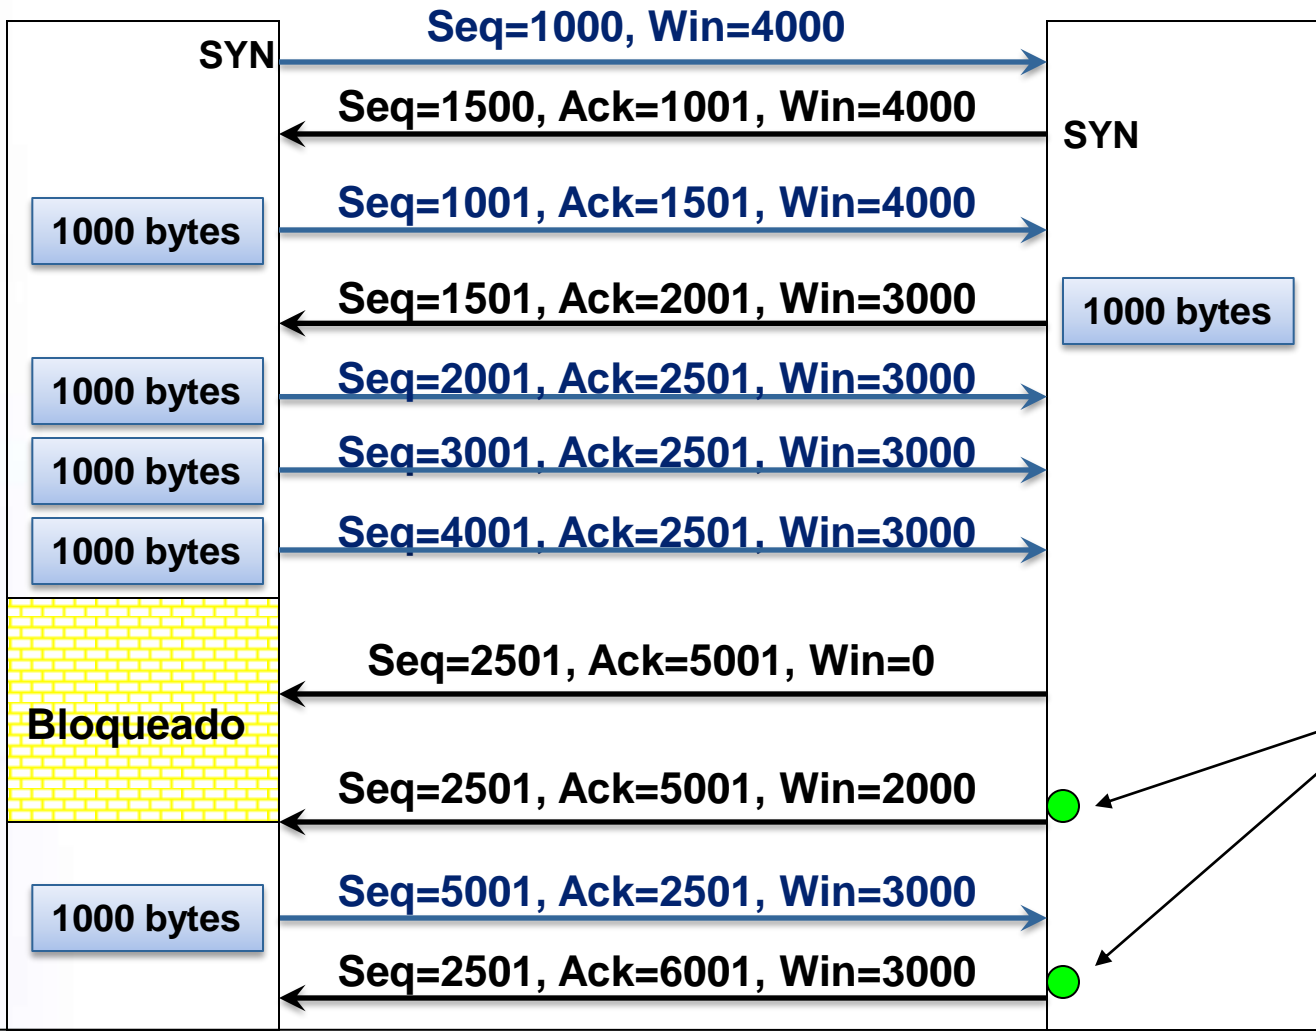 Seq=1000, Win=4000
SYN
Seq=1500, Ack=1001, Win=4000
SYN
Seq=1001, Ack=1501, Win=4000
1000 bytes
Seq=1501, Ack=2001, Win=3000
1000 bytes
Seq=2001, Ack=2501, Win=3000
1000 bytes
Seq=3001, Ack=2501, Win=3000
1000 bytes
Seq=4001, Ack=2501, Win=3000
1000 bytes
Seq=2501, Ack=5001, Win=0
Bloqueado
Seq=2501, Ack=5001, Win=2000
Seq=5001, Ack=2501, Win=3000
1000 bytes
Seq=2501, Ack=6001, Win=3000